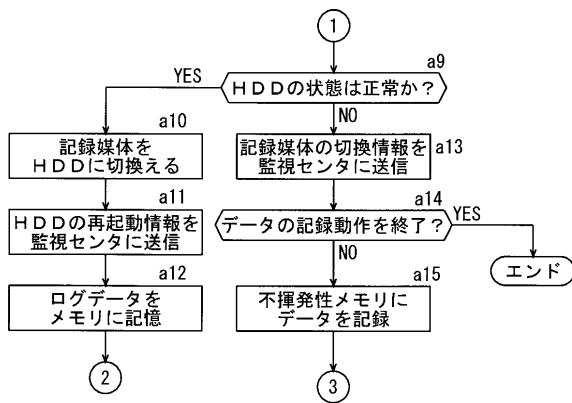 1
a9
YES
HDDの状態は正常か?
NO
a10
記録媒体を
HDDに切換える
記録媒体の切換情報を
監視センタに送信
a13
a11
HDDの再起動情報を
監視センタに送信
a14
データの記録動作を終了?
YES
エンド
NO
a12
ログデータを
メモリに記憶
a15
不揮発性メモリに
データを記録
2
3